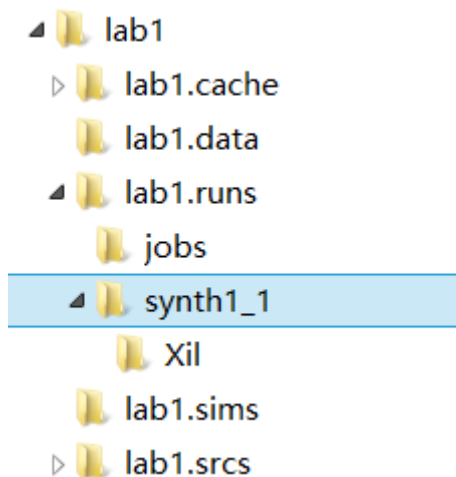 lab1
lab1.cache
lab1.data
lab1.runs
jobs
synth1_1
Xil
lab1.sims
lab1.srcs